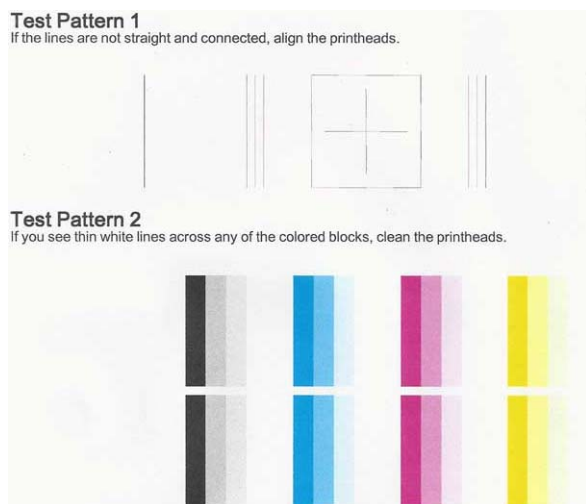 Test Pattern 1
If the lines are not straight and connected, align the printheads.
Test Pattern 2
If you see thin white lines across any of the colored blocks, clean the printheads.